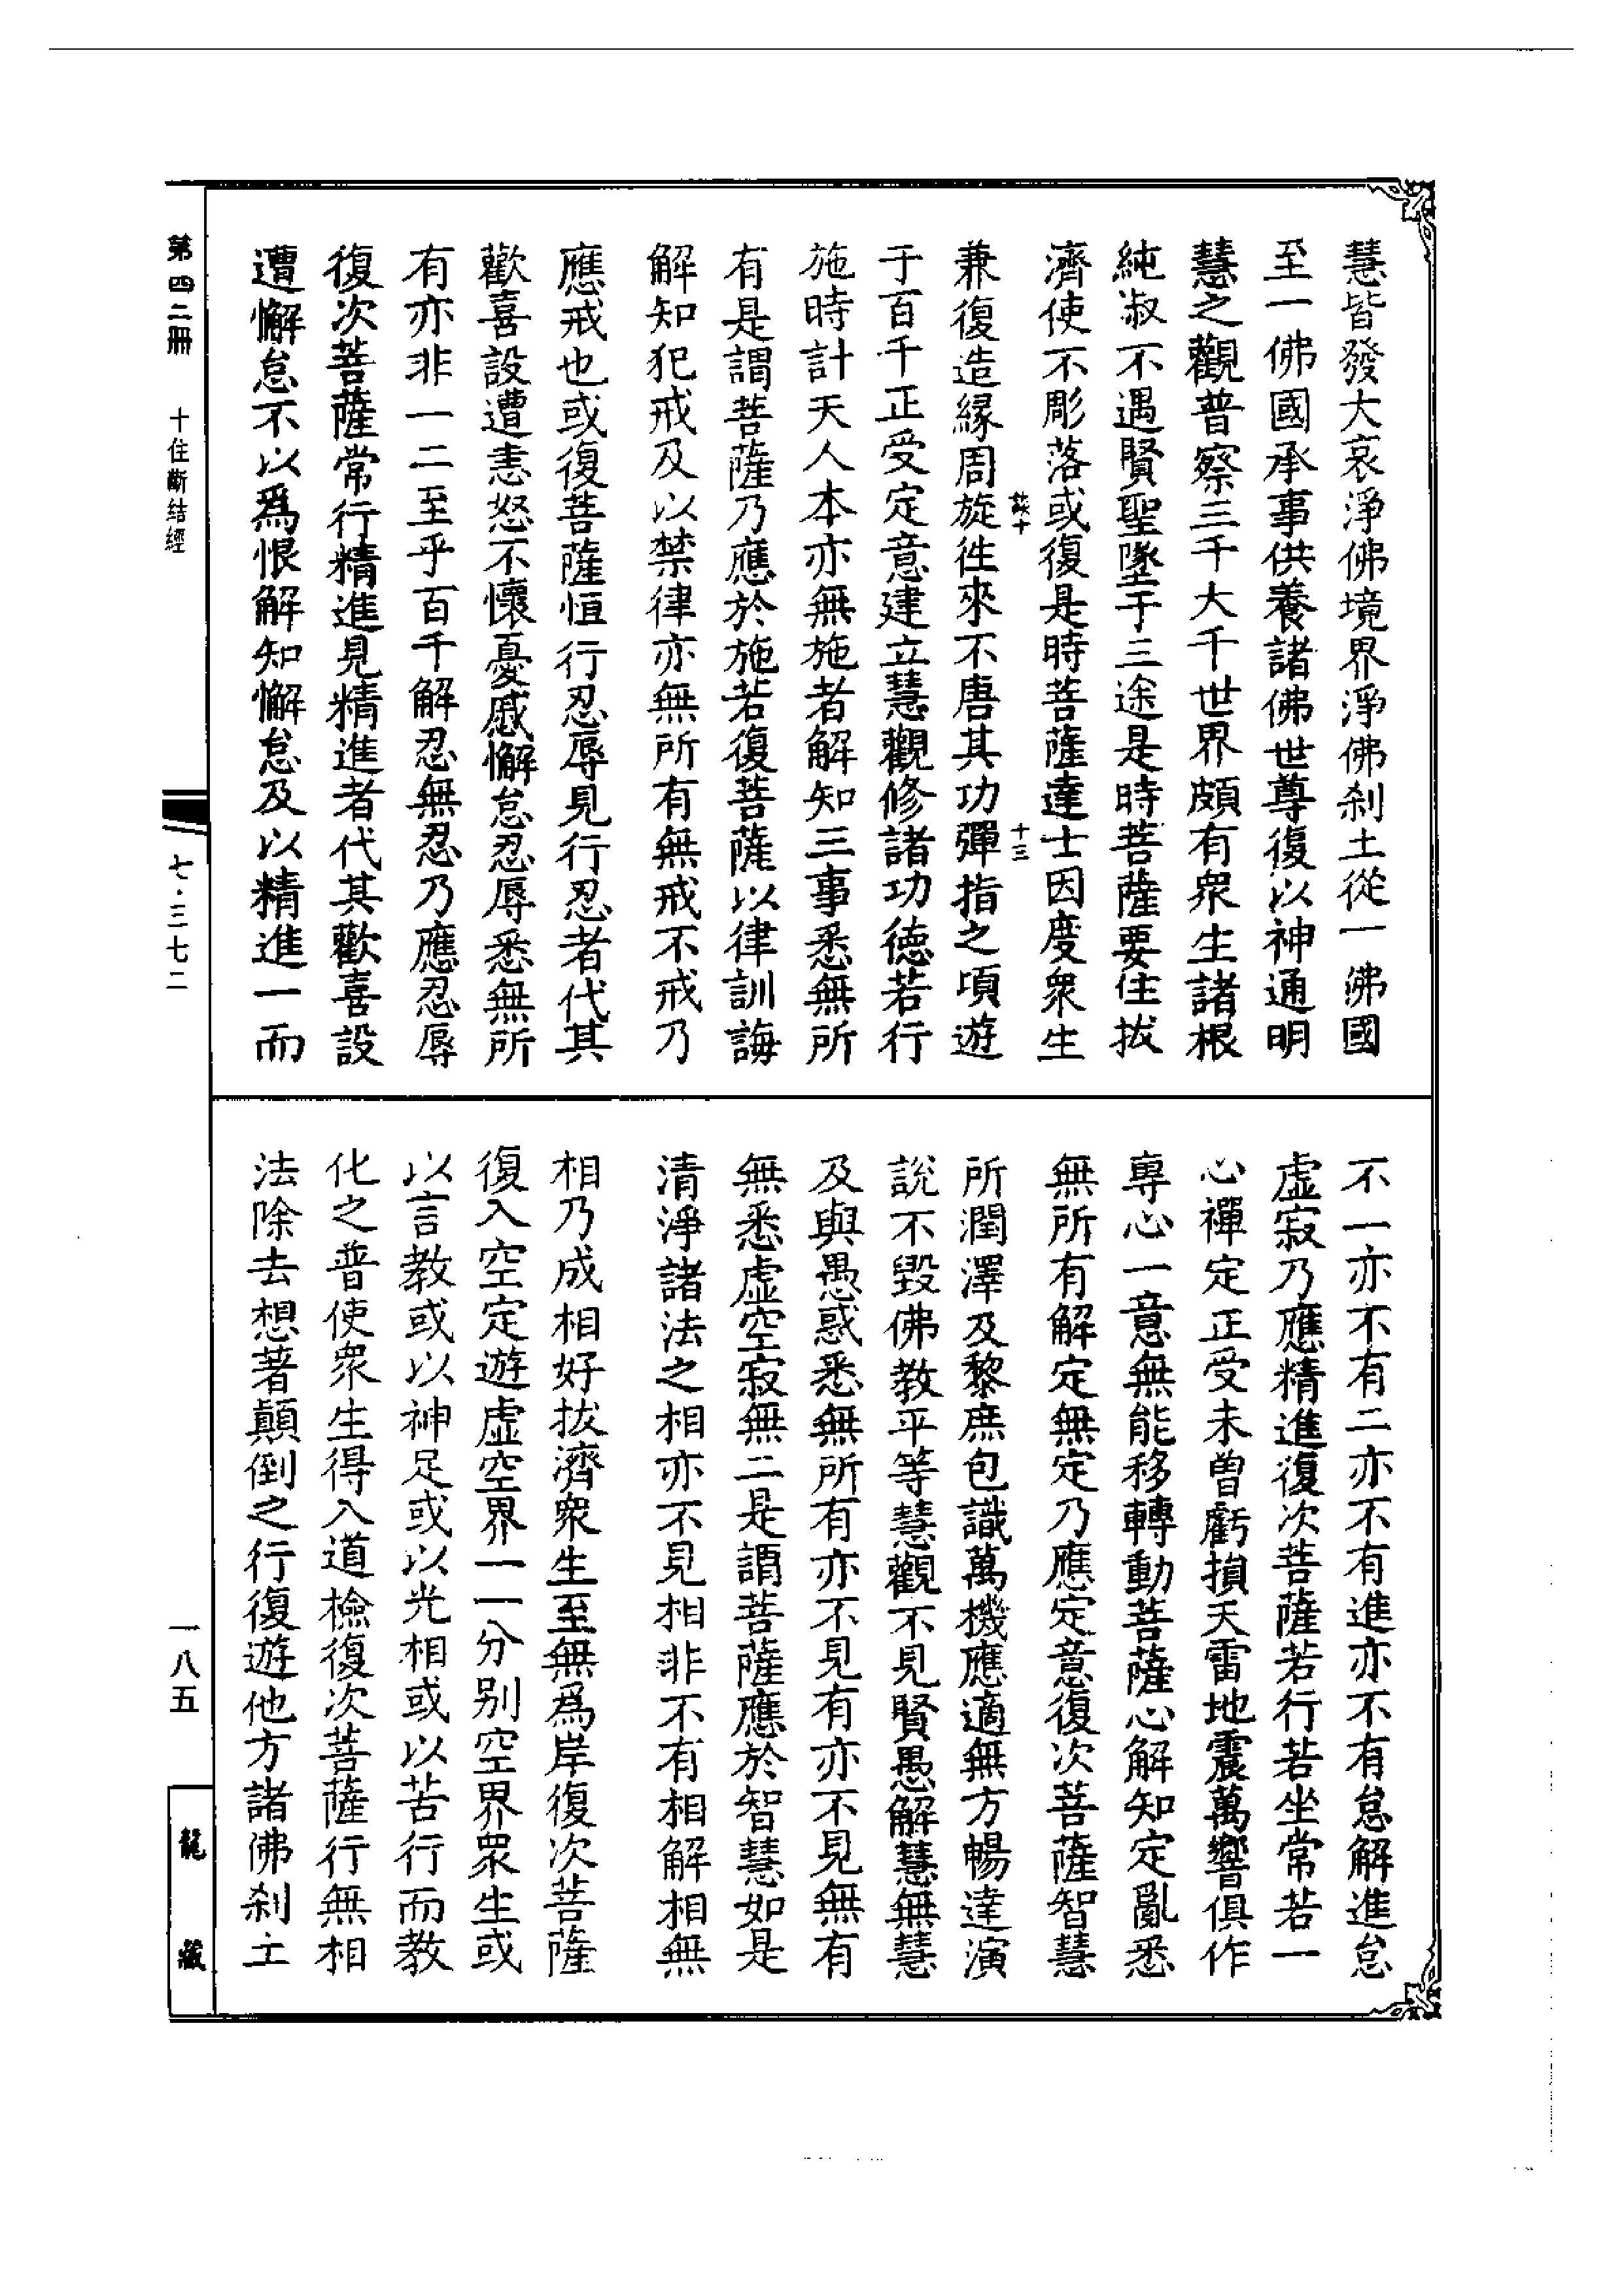 慧皆發大哀淨佛境界淨佛刹土從一佛國
至一佛國承事供養諸佛世尊復以神通明
慧之觀普察三千大千世界頗有衆生諸根
純淑不遇賢聖墜于三途是時菩薩要住拔
濟使不彫落或復是時菩薩達士因度衆生
兼復造緣周旋徃來不唐其功彈指之項遊
十三
于百千正受定意建立慧觀修諸功德若行
施時計天人本亦無施者解知三事悉無所
有是謂菩薩乃應於施若復菩薩以律訓誨
解知犯戒及以禁律亦無所有無戒不戒乃
應戒也或復菩薩恒行忍辱見行忍者代其
歡喜設遭恚怒不懷憂慼懈怠忍辱悉無所
有亦非一二至乎百千解忍無忍乃應忍辱
復次菩薩常行精進見精進者代其歡喜設
遭懈怠不以爲恨解知懈怠及以精進一而
不一亦不有二亦不有進亦不有怠解進怠
虛寂乃應精進復次菩薩若行若坐常若一
心禪定正受未曾虧損天雷地震萬響俱作
專心一意無能移轉動菩薩心解知定亂悉
無所有解定無定乃應定意復次菩薩智慧
所潤澤及黎庶包識萬機應適無方暢達演
說不毀佛教平等慧觀不見賢愚解慧無慧
及與愚惑悉無所有亦不見有亦不見無有
無悉虛空寂無二是謂菩薩應於智慧如是
清淨諸法之相亦不見相非不有相解相無
相乃成相好拔濟衆生至無爲岸復次菩薩
復入空定遊虛空界一一分别空界衆生或
以言教或以神足或以光相或以苦行而教
化之普使衆生得入道檢復次菩薩行無相
法除去想著顛倒之行復遊他方諸佛刹土
第四二冊　十住斷结經
七·三七二
一八五
龍藏